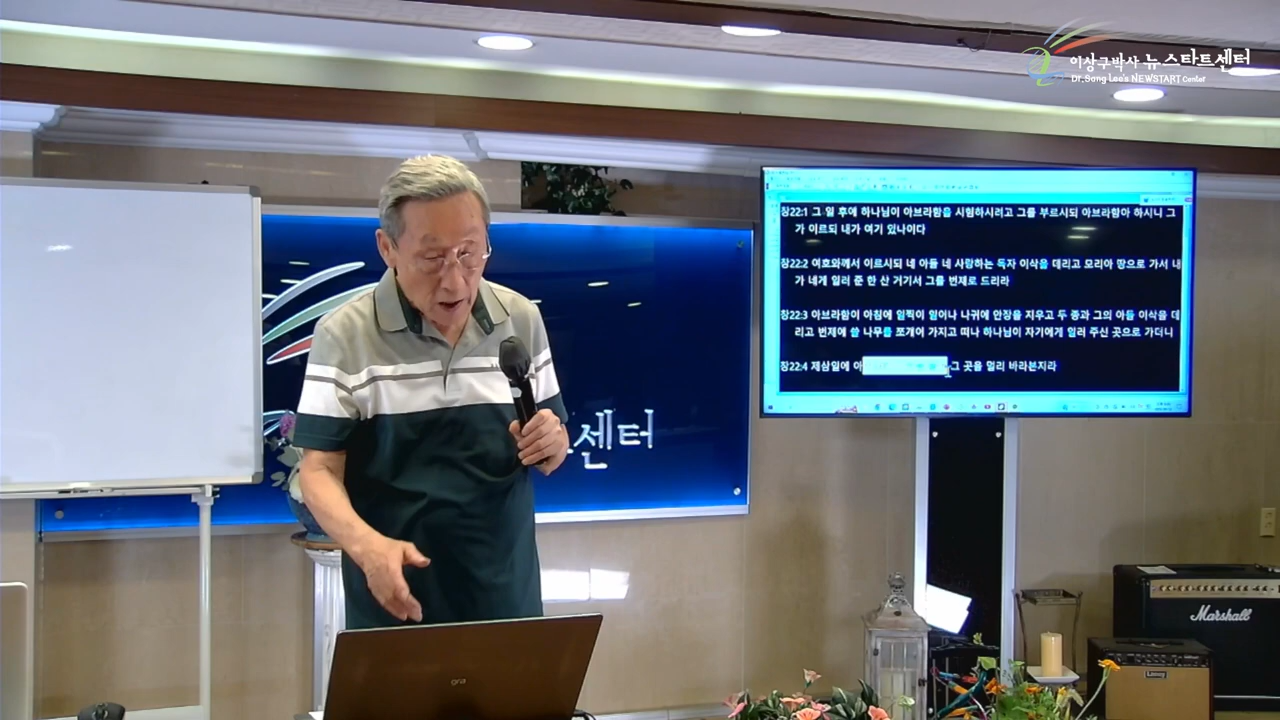 이상구박사 뉴스타트센터
Dr. Sang Lee's NEWSTART Center
창22:1 그 일 후에 하나님이 아브라함을 시험하시려고 그를 부르시되 아브라함아 하시니 그
가 이르되 내가 여기 있나이다
창22:2 여호와께서 이르시되 네 아들 네 사랑하는 독자 이삭을 데리고 모리아 땅으로 가서 내
가 네게 일러 준 한 산 거기서 그를 번제로 드리라
창22:3 아브라함이 아침에 일찍이 일어나 나귀에 안장을 지우고 두 종과 그의 아들 이삭을 데
리고 번제에 쓸 나무를 쪼개어 가지고 떠나 하나님이 자기에게 일러 주신 곳으로 가더니
창22:4 제삼일에 아 그 곳을 멀리 바라본지라
센터
gram
Marshall
Laney